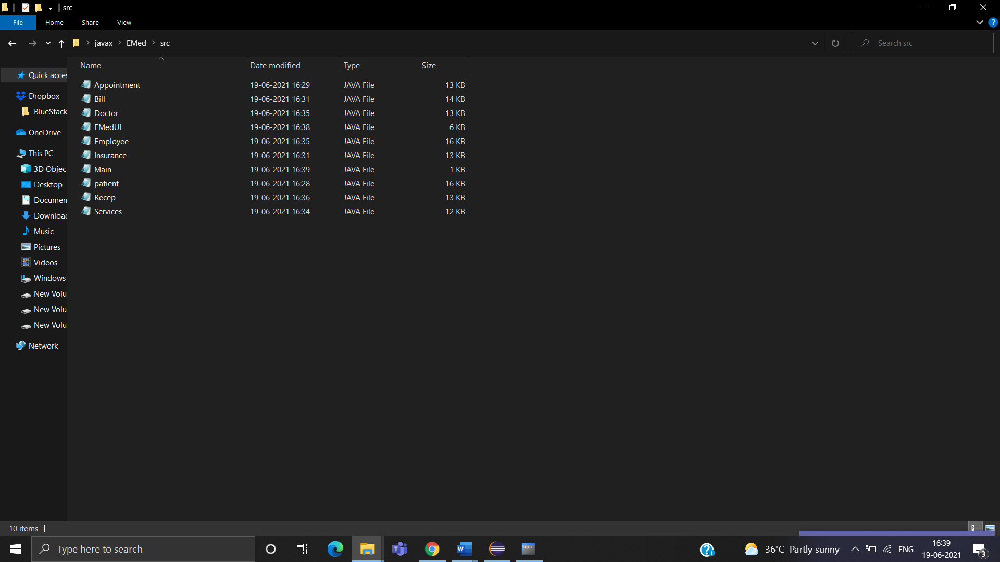 src
File Home Share View
javax EMed src
Search src
Name Date modified Type Size
Quick acces
Dropbox
BlueStack
OneDrive
This PC
3D Objec
Desktop
Documen
Downloac
Music
Pictures
Videos
Windows
New Volu
New Volu
New Volu
Network
Appointment 19-06-2021 16:29 JAVA File 13 KB
Bill 19-06-2021 16:31 JAVA File 14 KB
Doctor 19-06-2021 16:35 JAVA File 13 KB
EMedUI 19-06-2021 16:38 JAVA File 6 KB
Employee 19-06-2021 16:35 JAVA File 16 KB
Insurance 19-06-2021 16:31 JAVA File 13 KB
Main 19-06-2021 16:39 JAVA File 1 KB
patient 19-06-2021 16:28 JAVA File 16 KB
Recep 19-06-2021 16:36 JAVA File 13 KB
Services 19-06-2021 16:34 JAVA File 12 KB
10 items
Type here to search
36°C Partly sunny
ENG
16:39
19-06-2021
3